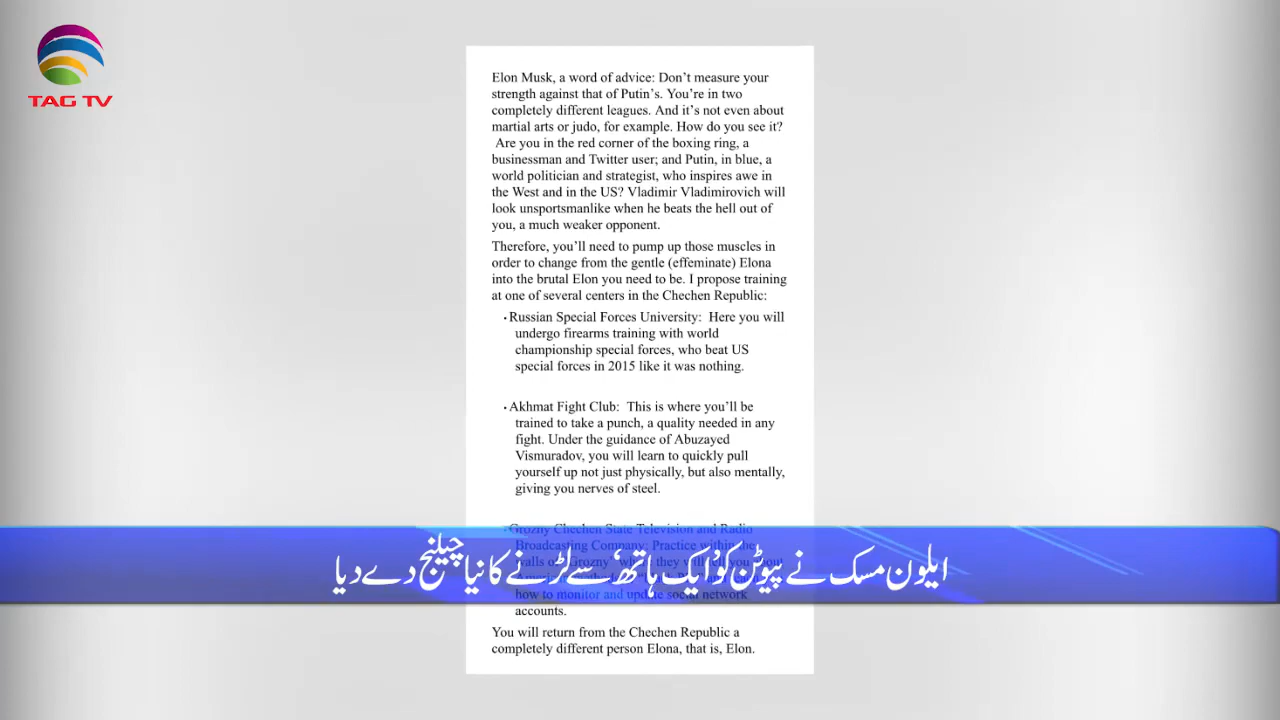 TAG TV
Elon Musk, a word of advice: Don’t measure your
strength against that of Putin’s. You’re in two
completely different leagues. And it’s not even about
martial arts or judo, for example. How do you see it?
Are you in the red corner of the boxing ring, a
businessman and Twitter user; and Putin, in blue, a
world politician and strategist, who inspires awe in
the West and in the US? Vladimir Vladimirovich will
look unsportsmanlike when he beats the hell out of
you, a much weaker opponent.
Therefore, you’ll need to pump up those muscles in
order to change from the gentle (effeminate) Elona
into the brutal Elon you need to be. I propose training
at one of several centers in the Chechen Republic:
• Russian Special Forces University: Here you will
undergo firearms training with world
championship special forces, who beat US
special forces in 2015 like it was nothing.
• Akhmat Fight Club: This is where you’ll be
trained to take a punch, a quality needed in any
fight. Under the guidance of Abuzayed
Vismuradov, you will learn to quickly pull
yourself up not just physically, but also mentally,
giving you nerves of steel.
• Grozny Chechen State Television and Radio
Broadcasting Company: Practice within the
walls of "Grozny" where they will tell you about
how to monitor and update social network
accounts.
You will return from the Chechen Republic a
completely different person Elona, that is, Elon.
ایلون مسک نے پیوٹن کو’ایک ہاتھ‘ سے لڑنے کا نیا چیلنج دے دیا